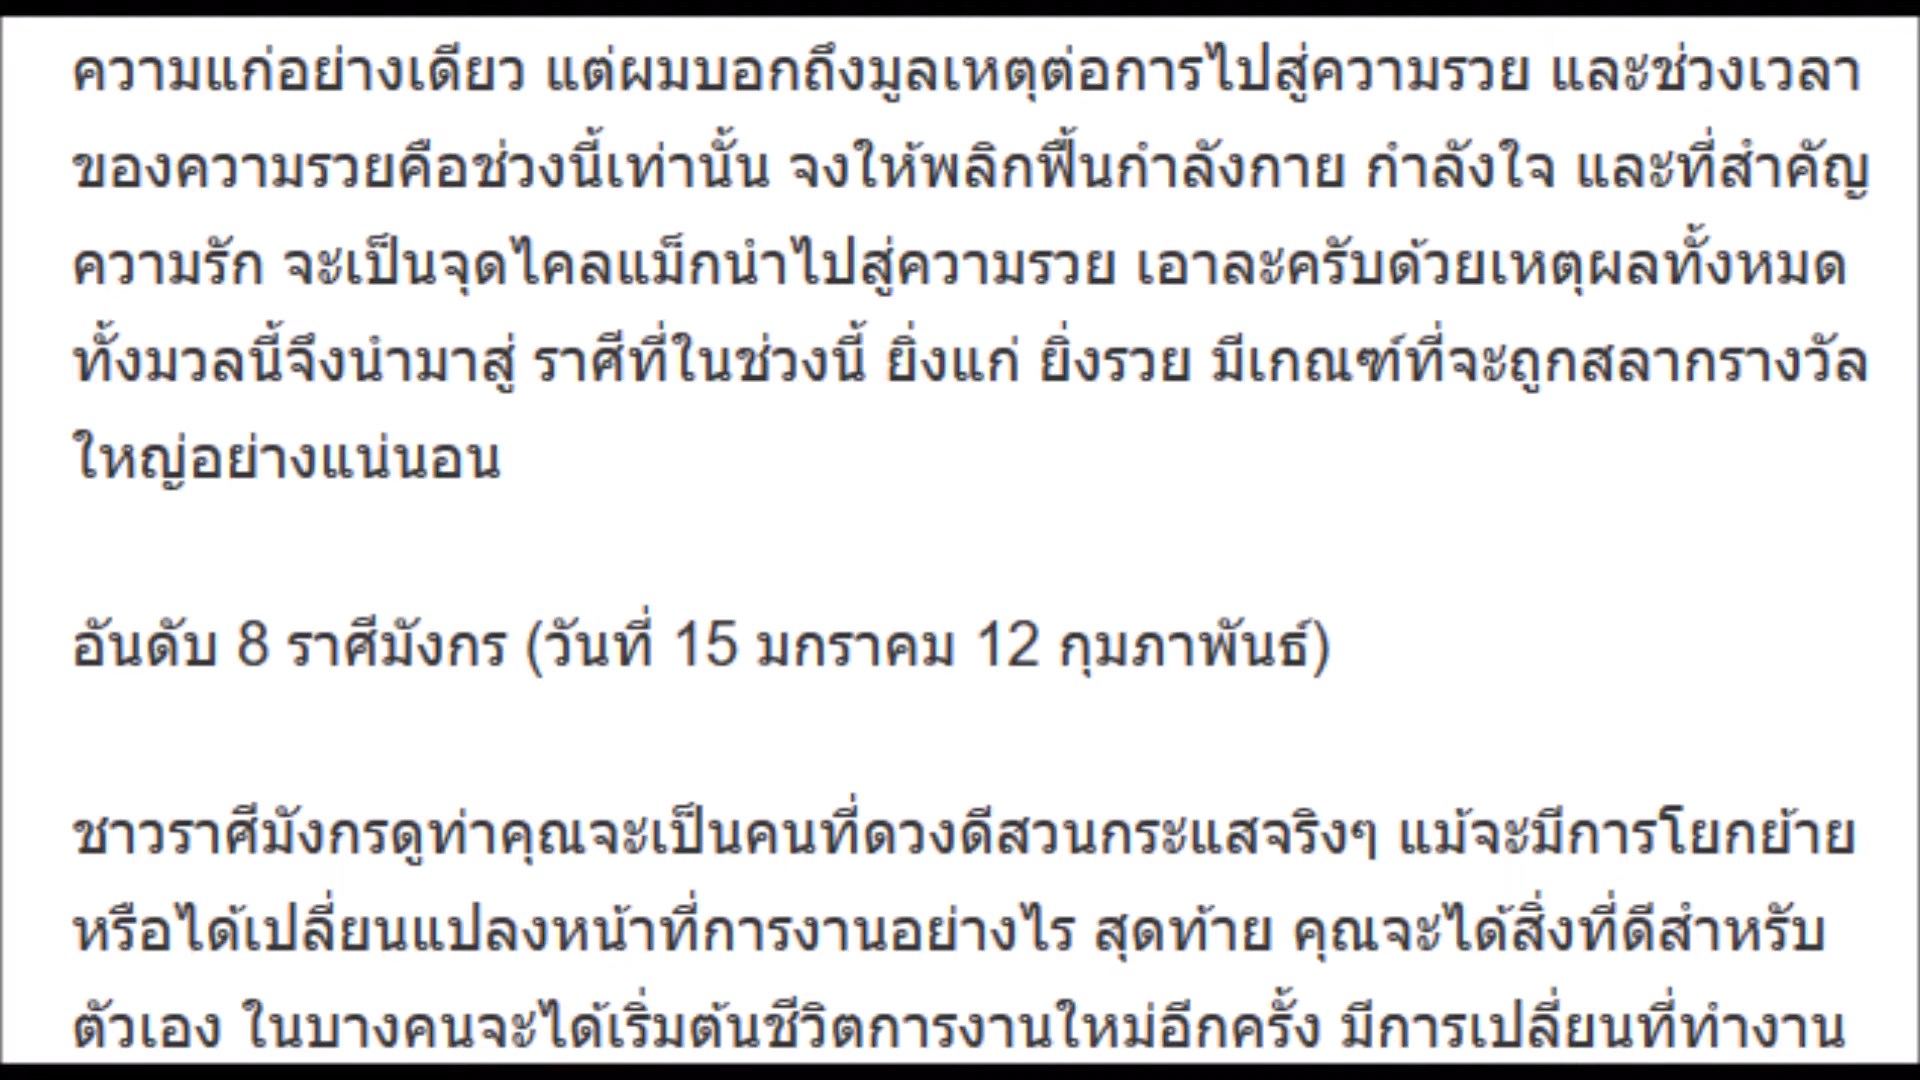 ความแก่อย่างเดียว แต่ผมบอกถึงมูลเหตุต่อการไปสู่ความรวย และช่วงเวลา
ของความรวยคือช่วงนี้เท่านั้น จงให้พลิกฟื้นกำลังกาย กำลังใจ และที่สำคัญ
ความรัก จะเป็นจุดไคลแม็กนำไปสู่ความรวย เอาละครับด้วยเหตุผลทั้งหมด
ทั้งมวลนี้จึงนำมาสู่ ราศีที่ในช่วงนี้ ยิ่งแก่ ยิ่งรวย มีเกณฑ์ที่จะถูกสลากรางวัล
ใหญ่อย่างแน่นอน
อันดับ 8 ราศีมังกร (วันที่ 15 มกราคม 12 กุมภาพันธ์)
ชาวราศีมังกรดูท่าคุณจะเป็นคนที่ดวงดีสวนกระแสจริงๆ แม้จะมีการโยกย้าย
หรือได้เปลี่ยนแปลงหน้าที่การงานอย่างไร สุดท้าย คุณจะได้สิ่งที่ดีสำหรับ
ตัวเอง ในบางคนจะได้เริ่มต้นชีวิตการงานใหม่อีกครั้ง มีการเปลี่ยนที่ทำงาน